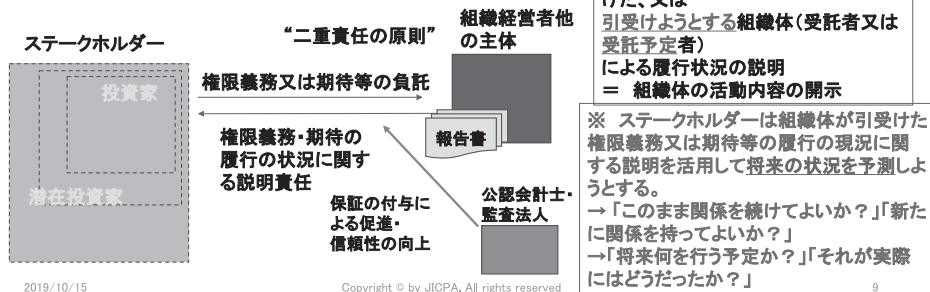 ステークホルダー
投資家
潜在投資家
“二重責任の原則”
権限義務又は期待等の負託
権限義務・期待の
履行の状況に関す
る説明責任
組織経営者他
の主体
報告書
保証の付与に
よる促進・
信頼性の向上
公認会計士・
監査法人
けた、又は
引受けようとする組織体(受託者又は
受託予定者)
による履行状況の説明
= 組織体の活動内容の開示
※ ステークホルダーは組織体が引受けた
権限義務又は期待等の履行の現況に関
する説明を活用して将来の状況を予測しよ
うとする。
→「このまま関係を続けてよいか?」「新た
に関係を持ってよいか?」
→「将来何を行う予定か?」「それが実際
にはどうだったか?」
2019/10/15
Copyright © by JICPA, All rights reserved
9